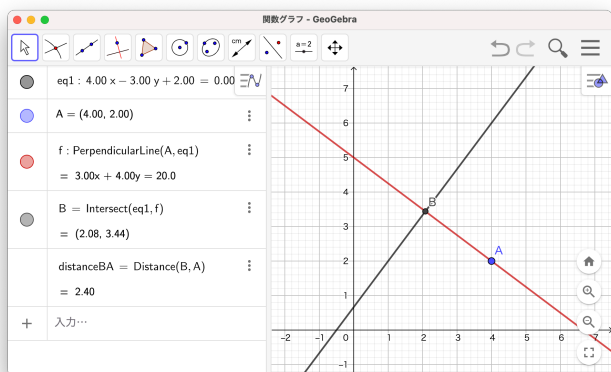 関数グラフ - GeoGebra
cm
a=2
eq1 : 4.00 x − 3.00 y + 2.00 = 0.00
A = (4.00, 2.00)
f : PerpendicularLine(A, eq1)
= 3.00x + 4.00y = 20.0
B = Intersect(eq1, f)
= (2.08, 3.44)
distanceBA = Distance(B, A)
= 2.40
+ 入力…
7
6
5
4
3
2
1
0
−1
−2 −1 0 1 2 3 4 5 6 7
B
A